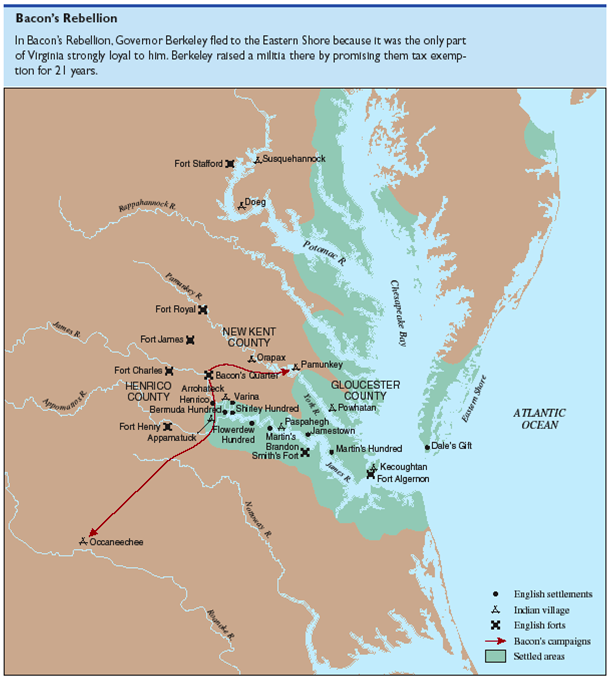 Bacon's Rebellion
In Bacon's Rebellion, Governor Berkeley fled to the Eastern Shore because it was the only part
of Virginia strongly loyal to him. Berkeley raised a militia there by promising them tax exemp-
tion for 21 years.
Fort Stafford
Susquehannock
Doeg
Rappahannock R.
Potomac R.
Pamunkey R.
Chesapeake Bay
Fort Royal
James R.
Fort James
NEW KENT
COUNTY
Orapax
Pamunkey
Fort Charles
Bacon's Quarter
HENRICO
COUNTY
Arrohateck
Henrico
Varina
York R.
GLOUCESTER
COUNTY
Powhatan
Eastern Shore
ATLANTIC
OCEAN
Appomattox R.
Bermuda Hundred
Shirley Hundred
Fort Henry
Appamatuck
Flowerdew
Hundred
Paspahegh
Jamestown
Martin's
Brandon
Smith's Fort
Martin's Hundred
Dale's Gift
James R.
Kecoughtan
Fort Algernon
Nottoway R.
Occaneechee
Roanoke R.
English settlements
Indian village
English forts
Bacon's campaigns
Settled areas